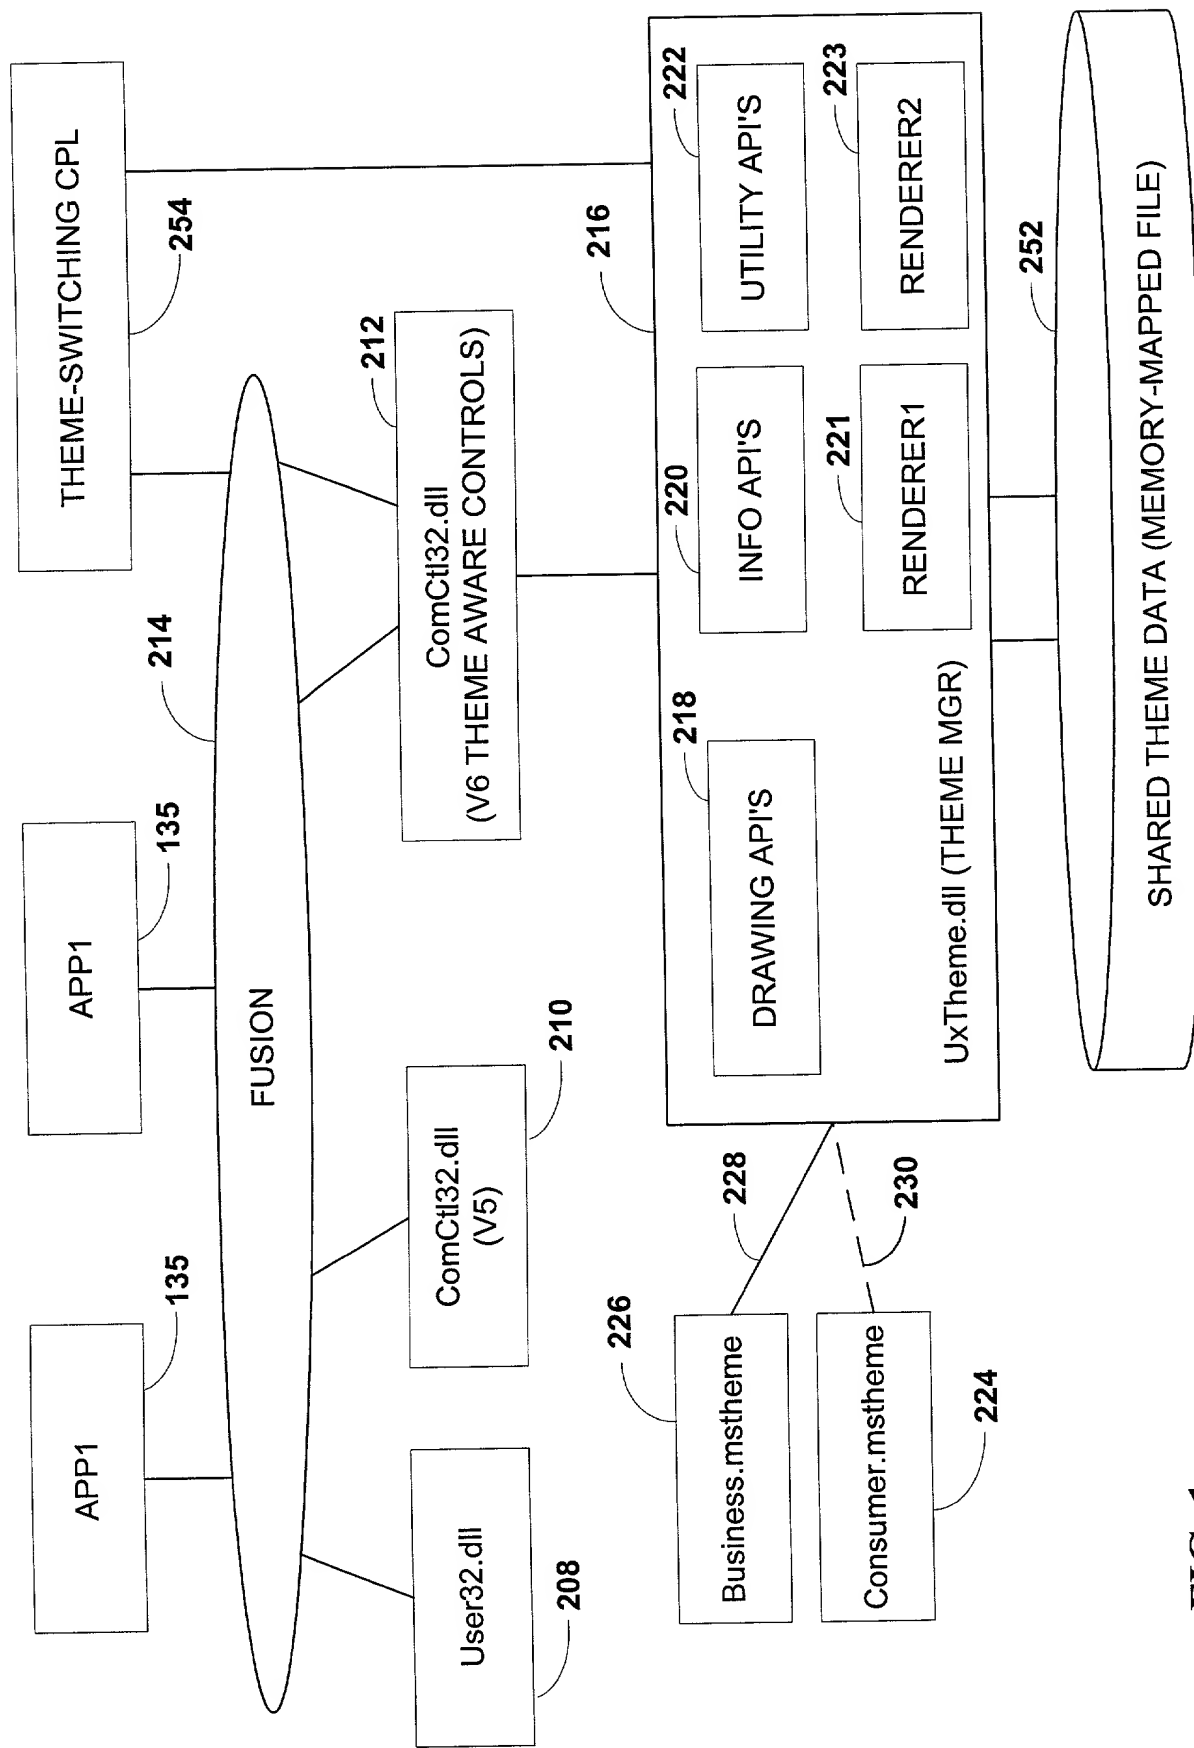 APP1
135
APP1
135
THEME-SWITCHING CPL
254
214
FUSION
User32.dll
208
ComCtl32.dll
(V5)
210
ComCtl32.dll
(V6 THEME AWARE CONTROLS)
212
216
Business.mstheme
226
228
Consumer.mstheme
224
230
DRAWING API'S
218
INFO API'S
220
UTILITY API'S
222
RENDERER1
221
RENDERER2
223
UxTheme.dll (THEME MGR)
252
SHARED THEME DATA (MEMORY-MAPPED FILE)